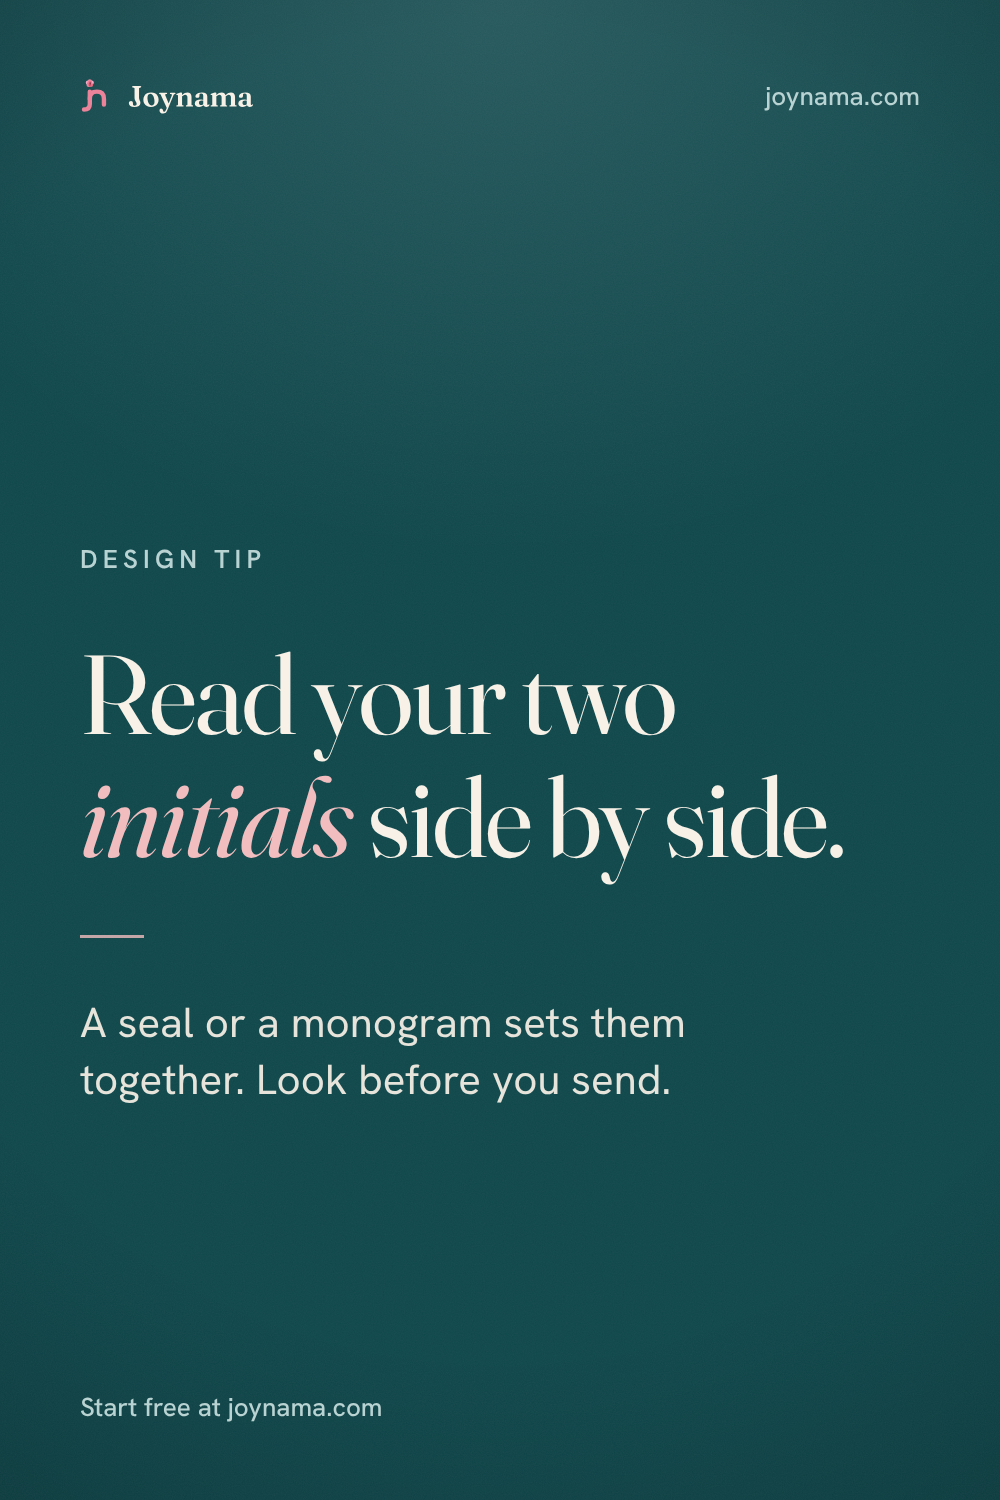 Joynama
joynama.com
DESIGN TIP
Read your two
initials side by side.
A seal or a monogram sets them
together. Look before you send.
Start free at joynama.com